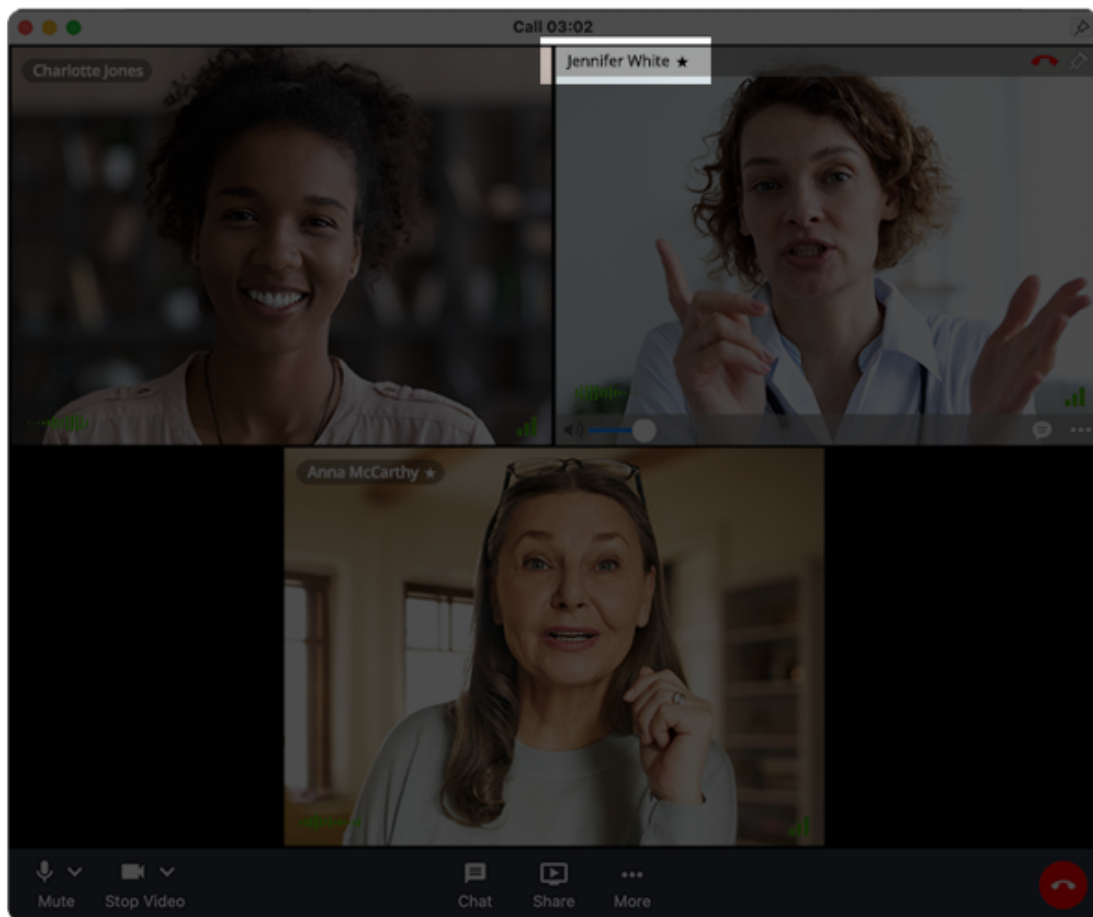 Call 03:02
Charlotte Jones
Jennifer White ★
Anna McCarthy ★
Mute
Stop Video
Chat
Share
More